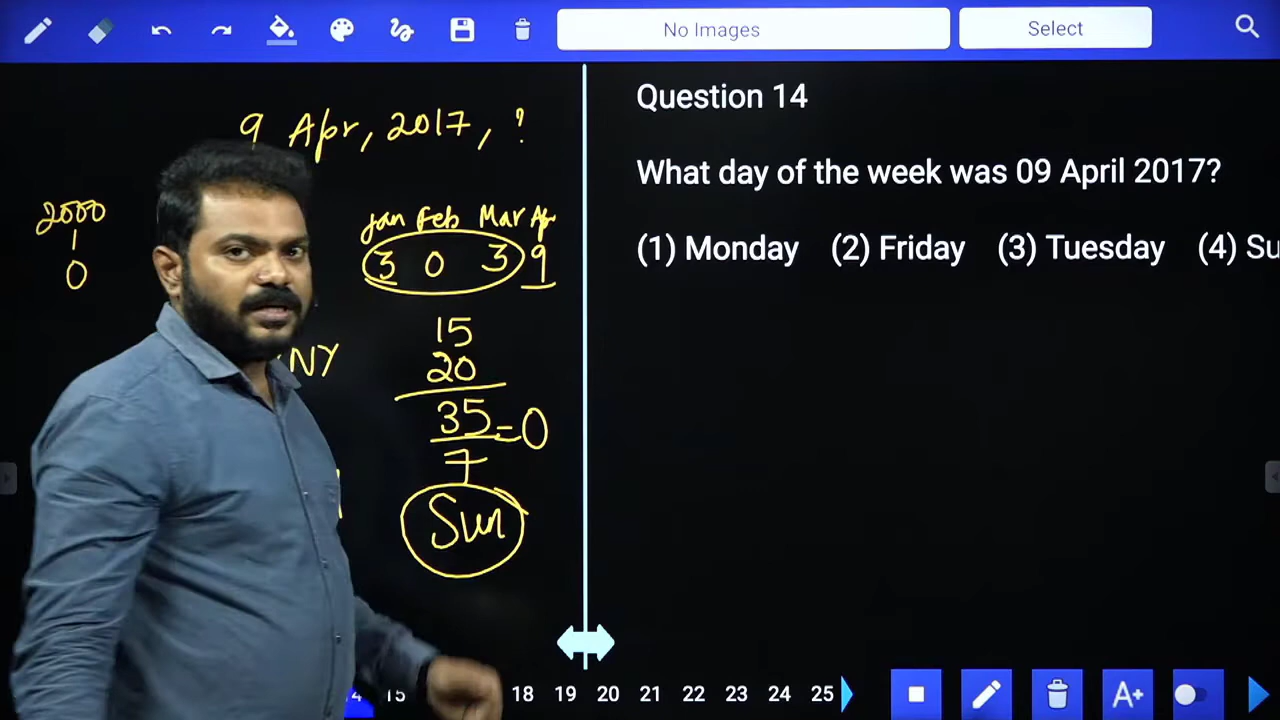 No Images
Select
9 Apr, 2017, ?
2000
0
Jan Feb Mar Apr
3 0 3 9
15
20
35 = 0
7
NY
Sun
Question 14
What day of the week was 09 April 2017?
(1) Monday (2) Friday (3) Tuesday (4) Su
14 15 18 19 20 21 22 23 24 25
A+